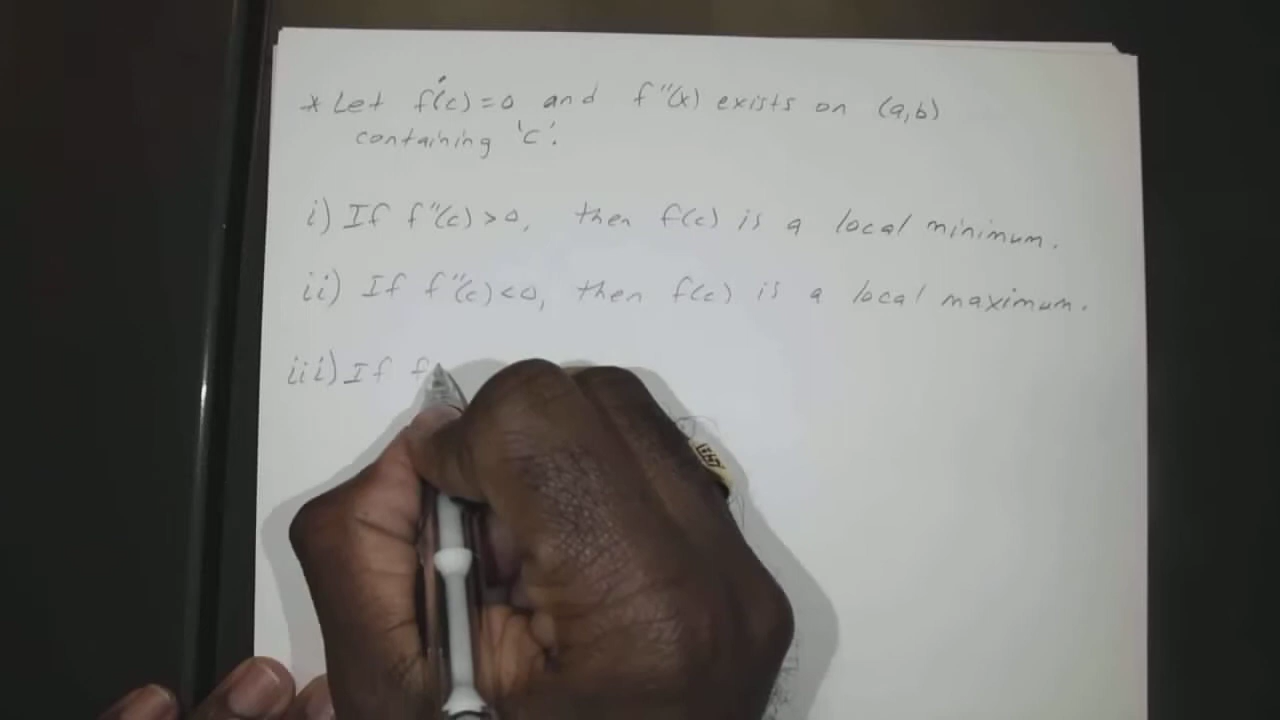 * Let f'(c) = 0 and f"(x) exists on (a,b)
containing 'c'.
i) If f"(c) > 0, then f(c) is a local minimum.
ii) If f"(c) < 0, then f(c) is a local maximum.
iii) If f